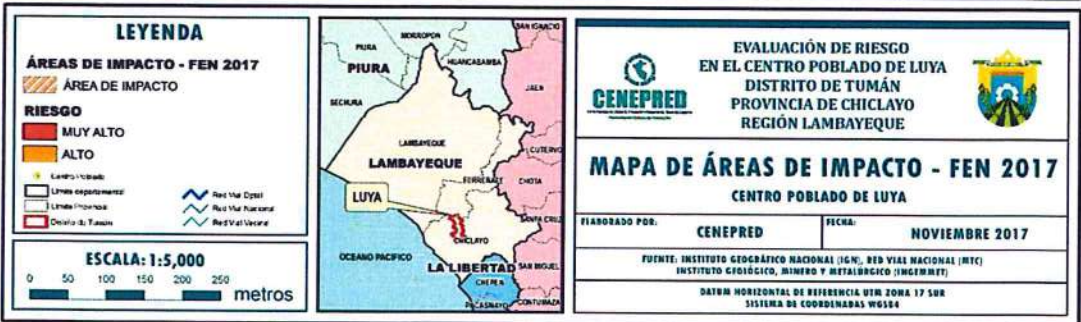 LEYENDA
ÁREAS DE IMPACTO - FEN 2017
ÁREA DE IMPACTO
RIESGO
MUY ALTO
ALTO
Centro Poblado
Límite departamental
Límite Provincial
Distrito de Tumán
Red Vial Dptal
Red Vial Nacional
Red Vial Vecinal
ESCALA: 1:5,000
0 50 100 150 200 250
metros
SAN IGNACIO
PIURA
MORROPON
HUANCABAMBA
PIURA
JAEN
SECHURA
LAMBAYEQUE
CUTERVO
LAMBAYEQUE
FERREÑAFE
CHOTA
LUYA
SANTA CRUZ
CHICLAYO
OCEANO PACIFICO
LA LIBERTAD
SAN MIGUEL
CHEPEN
PACASMAYO
CONTUMAZA
CENEPRED
EVALUACIÓN DE RIESGO
EN EL CENTRO POBLADO DE LUYA
DISTRITO DE TUMÁN
PROVINCIA DE CHICLAYO
REGIÓN LAMBAYEQUE
MAPA DE ÁREAS DE IMPACTO - FEN 2017
CENTRO POBLADO DE LUYA
ELABORADO POR:
CENEPRED
FECHA:
NOVIEMBRE 2017
FUENTE: INSTITUTO GEOGRÁFICO NACIONAL (IGN), RED VIAL NACIONAL (MTC)
INSTITUTO GEOLÓGICO, MINERO Y METALÚRGICO (INGEMMET)
DATUM HORIZONTAL DE REFERENCIA UTM ZONA 17 SUR
SISTEMA DE COORDENADAS WGS84